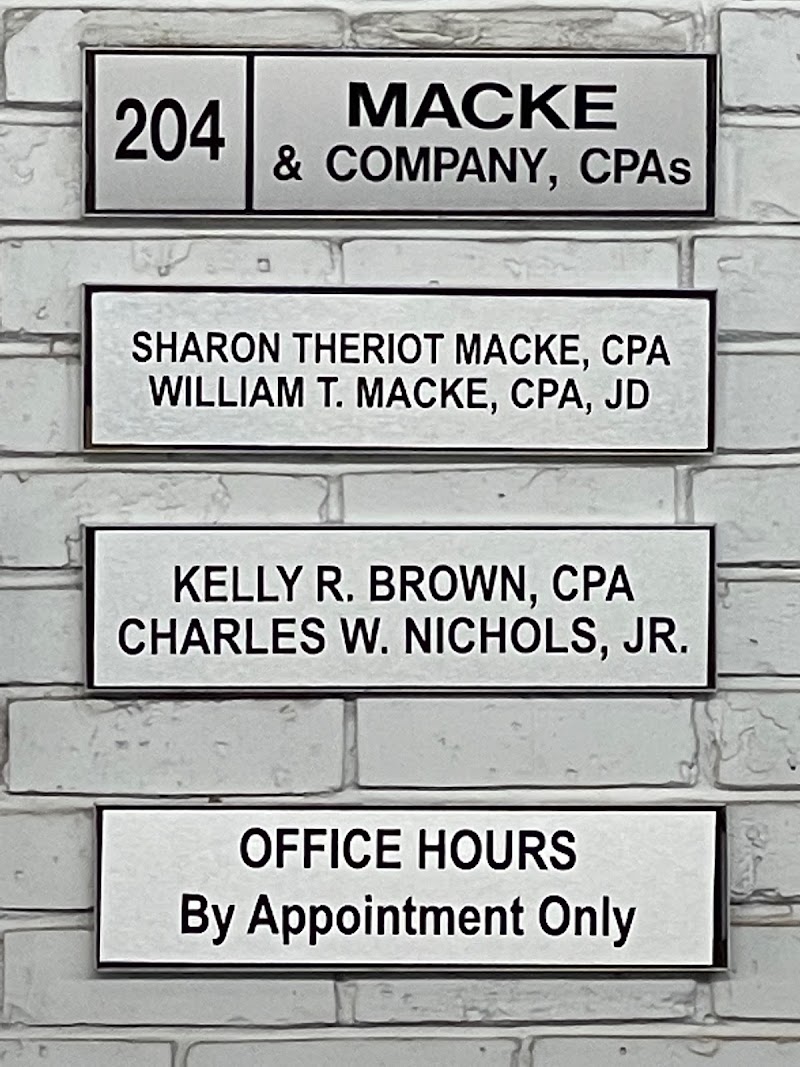 204
MACKE
& COMPANY, CPAs
SHARON THERIOT MACKE, CPA
WILLIAM T. MACKE, CPA, JD
KELLY R. BROWN, CPA
CHARLES W. NICHOLS, JR.
OFFICE HOURS
By Appointment Only